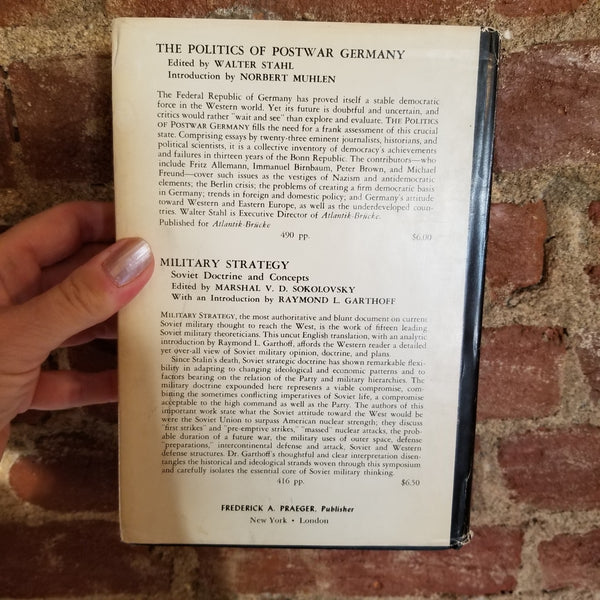 THE POLITICS OF POSTWAR GERMANY
Edited by WALTER STAHL
Introduction by NORBERT MUHLEN
The Federal Republic of Germany has proved itself a stable democratic
force in the Western world. Yet its future is doubtful and uncertain, and
critics would rather "wait and see" than explore and evaluate. THE POLITICS
OF POSTWAR GERMANY fills the need for a frank assessment of this crucial
state. Comprising essays by twenty-three eminent journalists, historians, and
political scientists, it is a collective inventory of democracy's achievements
and failures in thirteen years of the Bonn Republic. The contributors—who
include Fritz Allemann, Immanuel Birnbaum, Peter Brown, and Michael
Freund—cover such issues as the vestiges of Nazism and antidemocratic
elements; the Berlin crisis; the problems of creating a firm democratic basis
in Germany; trends in foreign and domestic policy; and Germany's attitude
toward Western and Eastern Europe, as well as the underdeveloped coun-
tries. Walter Stahl is Executive Director of Atlantik-Brücke.
Published for Atlantik-Brücke
490 pp. $6.00
MILITARY STRATEGY
Soviet Doctrine and Concepts
Edited by MARSHAL V. D. SOKOLOVSKY
With an Introduction by RAYMOND L. GARTHOFF
MILITARY STRATEGY, the most authoritative and blunt document on current
Soviet military thought to reach the West, is the work of fifteen leading
Soviet military theoreticians. This uncut English translation, with an analytic
introduction by Raymond L. Garthoff, affords the Western reader a detailed
yet over-all view of Soviet military opinion, doctrine, and plans.
Since Stalin's death, Soviet strategic doctrine has shown remarkable flexi-
bility in adapting to changing ideological and economic patterns and to
factors bearing on the relation of the Party and military hierarchies. The
military doctrine expounded here represents a viable compromise, com-
bining the sometimes conflicting imperatives of Soviet life, a compromise
acceptable to the high command as well as the Party. The authors of this
important work state what the Soviet attitude toward the West would be
were the Soviet Union to surpass American nuclear strength; they discuss
"first strikes" and "pre-emptive strikes," "massed" nuclear attacks, the prob-
able duration of a future war, the military uses of outer space, defense
"preparations," intercontinental defense and attack, Soviet and Western
defense structures. Dr. Garthoff's thoughtful and clear interpretation disen-
tangles the historical and ideological strands woven through this symposium
and carefully isolates the essential core of Soviet military thinking.
416 pp. $6.50
FREDERICK A. PRAEGER, Publisher
New York • London